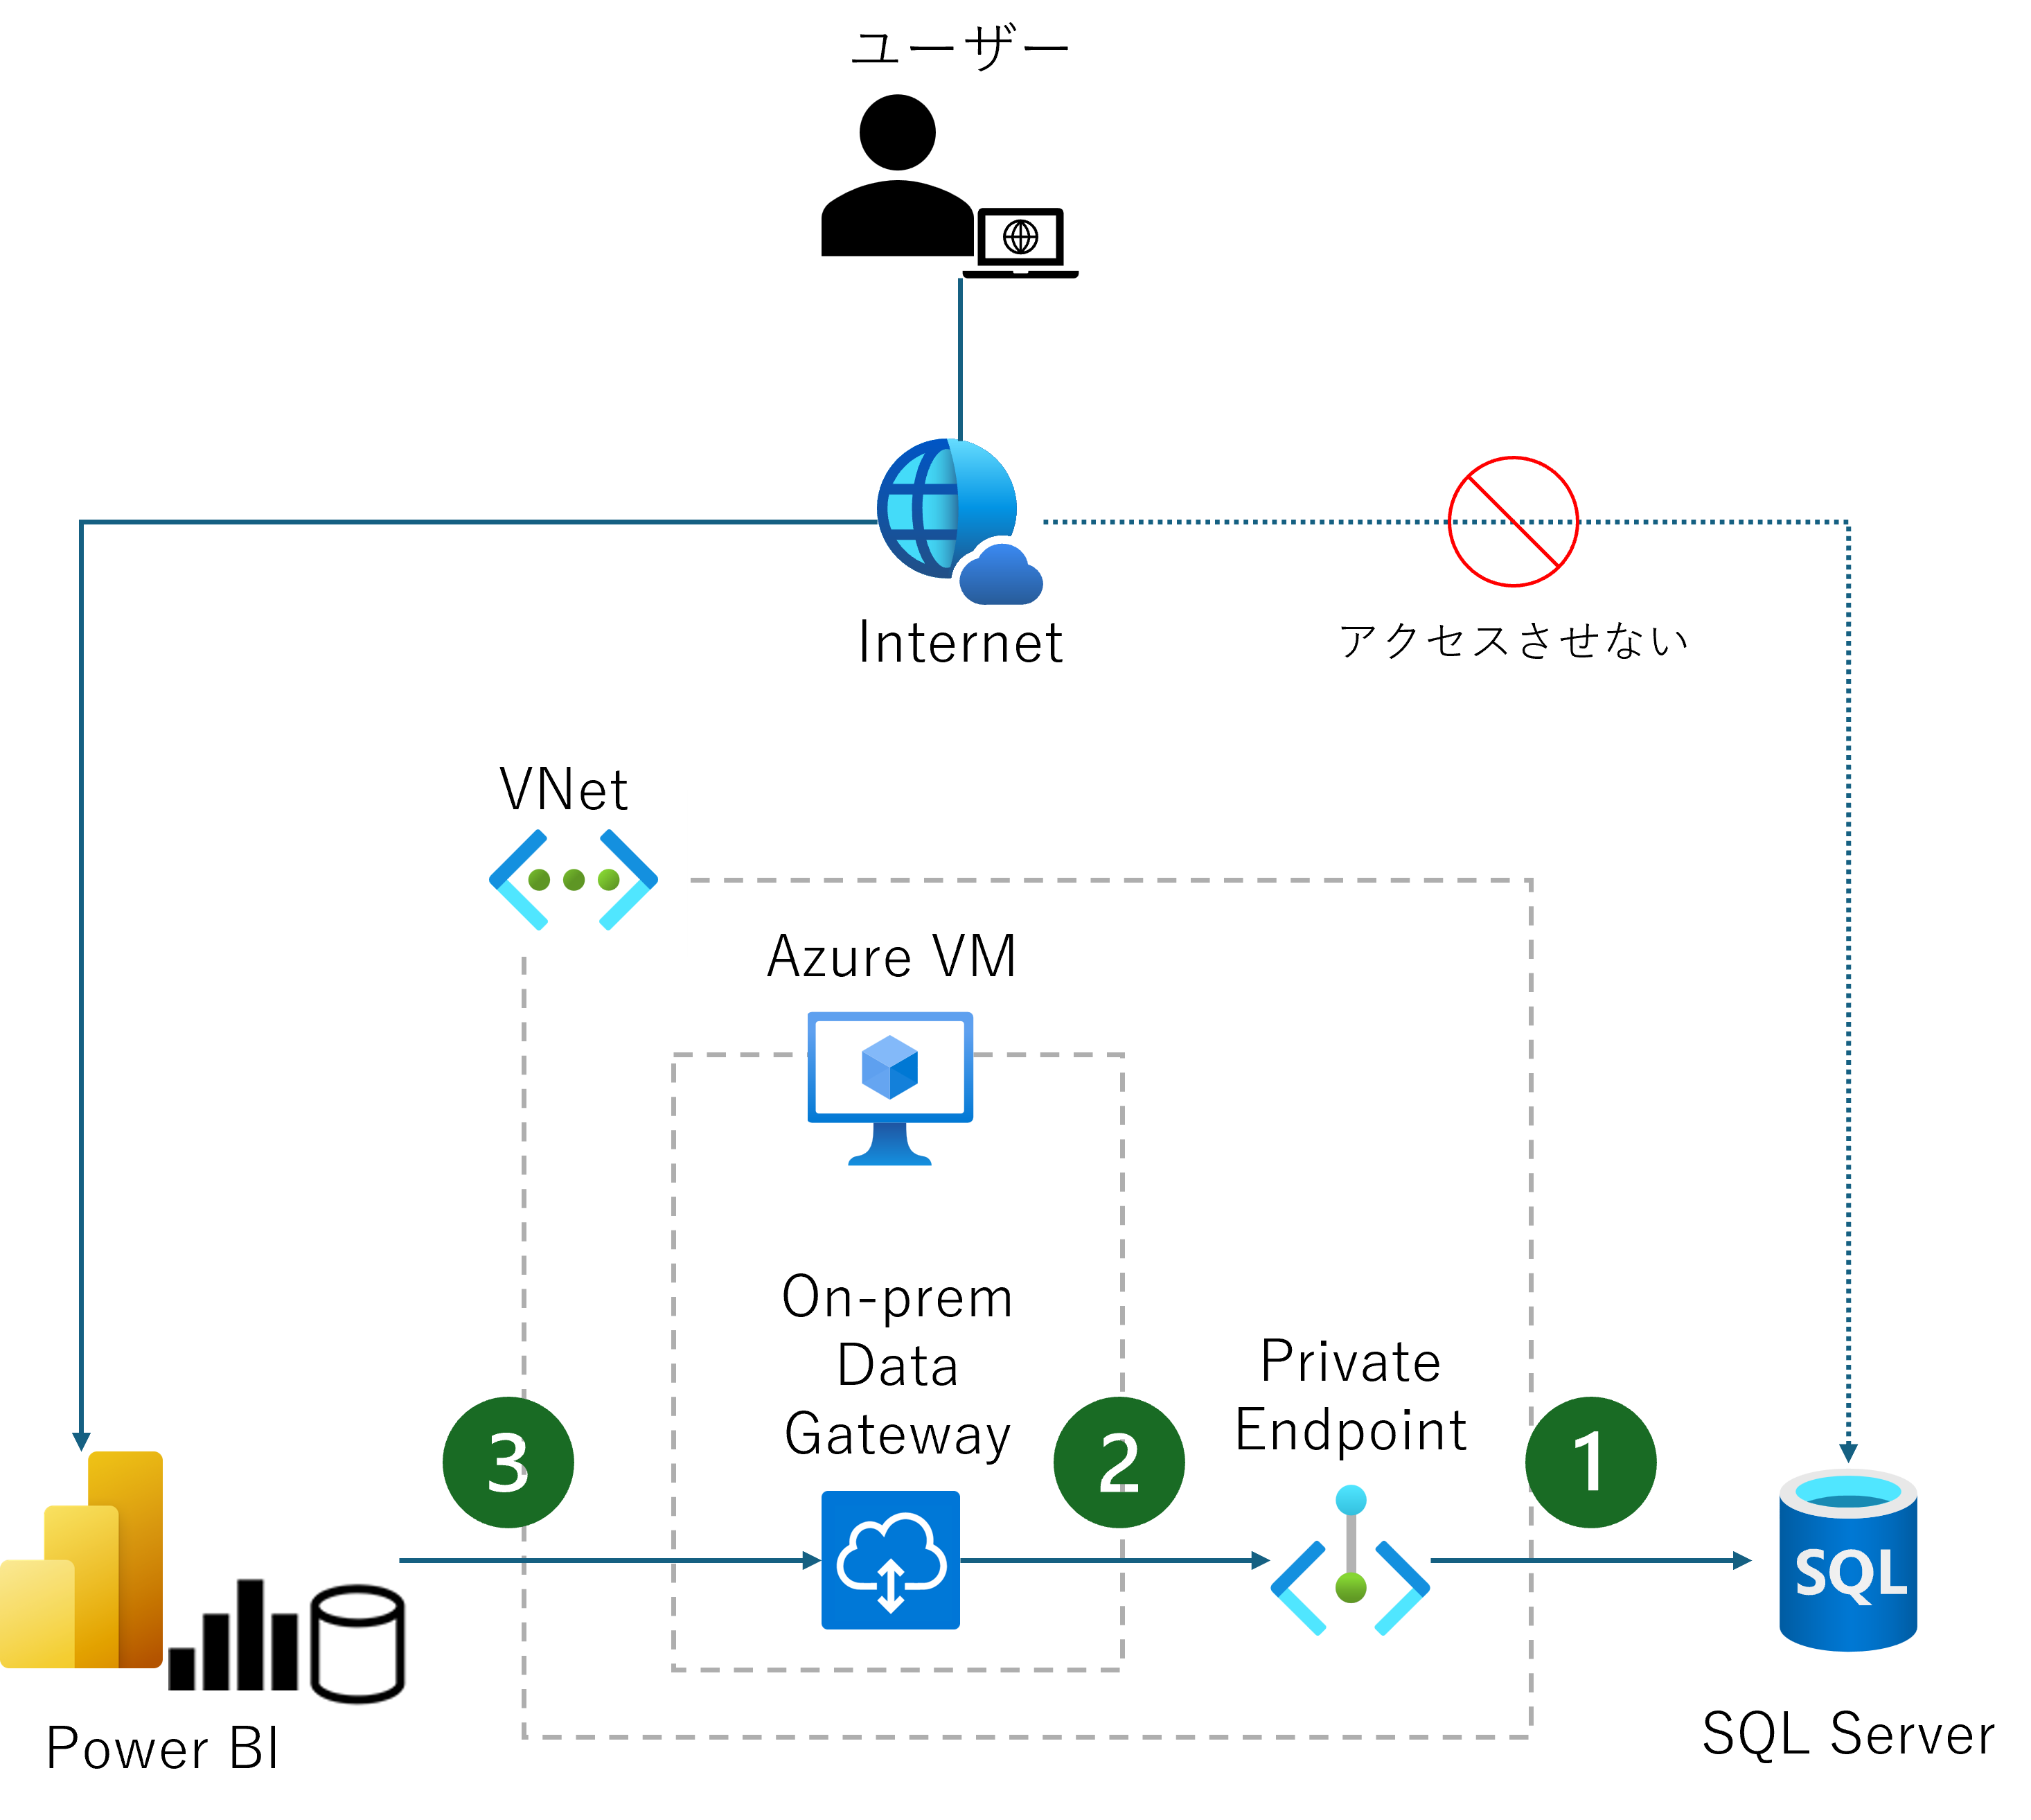 ユーザー
Internet
アクセスさせない
VNet
Azure VM
On-prem
Data
Gateway
Private
Endpoint
3
2
1
SQL
Power BI
SQL Server